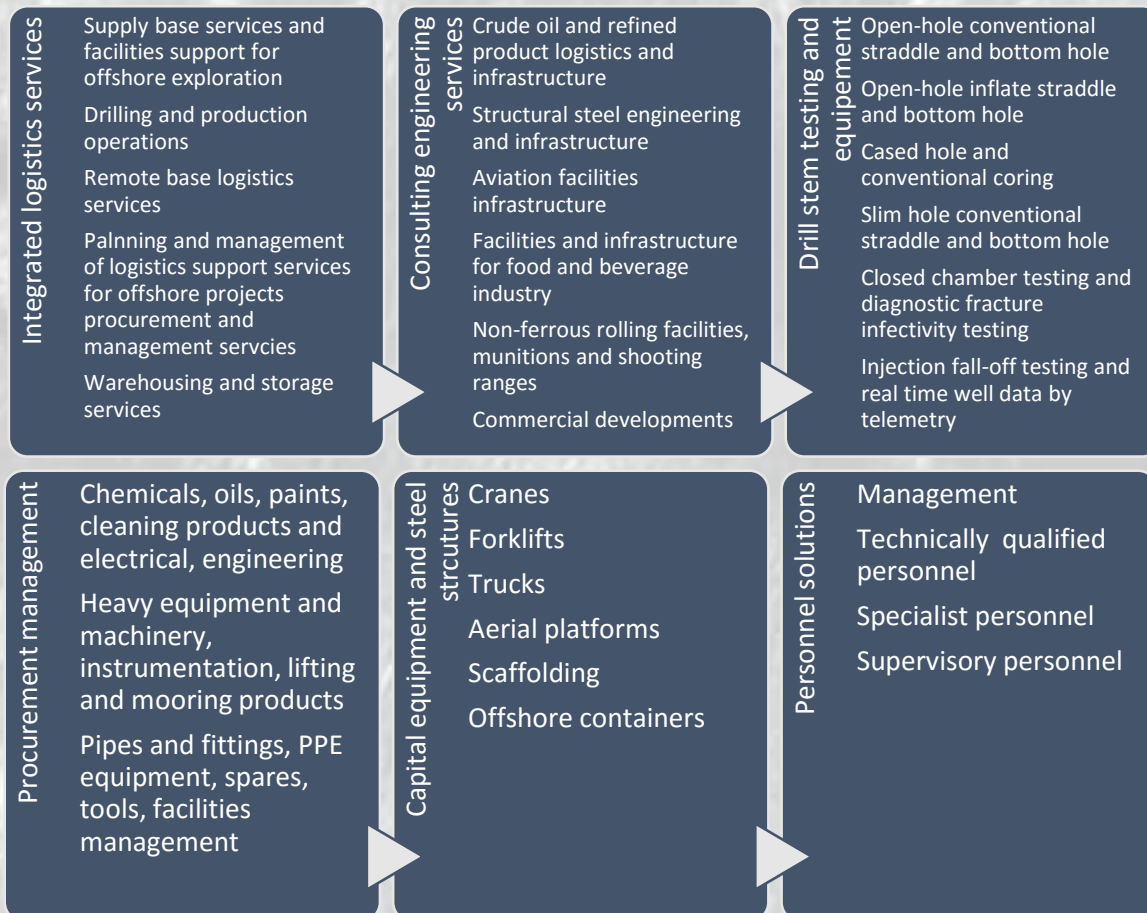 Integrated logistics services
Supply base services and
facilities support for
offshore exploration
Drilling and production
operations
Remote base logistics
services
Palnning and management
of logistics support services
for offshore projects
procurement and
management servcies
Warehousing and storage
services
Consulting engineering
services
Crude oil and refined
product logistics and
infrastructure
Structural steel engineering
and infrastructure
Aviation facilities
infrastructure
Facilities and infrastructure
for food and beverage
industry
Non-ferrous rolling facilities,
munitions and shooting
ranges
Commercial developments
Drill stem testing and
equipement
Open-hole conventional
straddle and bottom hole
Open-hole inflate straddle
and bottom hole
Cased hole and
conventional coring
Slim hole conventional
straddle and bottom hole
Closed chamber testing and
diagnostic fracture
infectivity testing
Injection fall-off testing and
real time well data by
telemetry
Procurement management
Chemicals, oils, paints,
cleaning products and
electrical, engineering
Heavy equipment and
machinery,
instrumentation, lifting
and mooring products
Pipes and fittings, PPE
equipment, spares,
tools, facilities
management
Capital equipment and steel
strcutures
Cranes
Forklifts
Trucks
Aerial platforms
Scaffolding
Offshore containers
Personnel solutions
Management
Technically qualified
personnel
Specialist personnel
Supervisory personnel